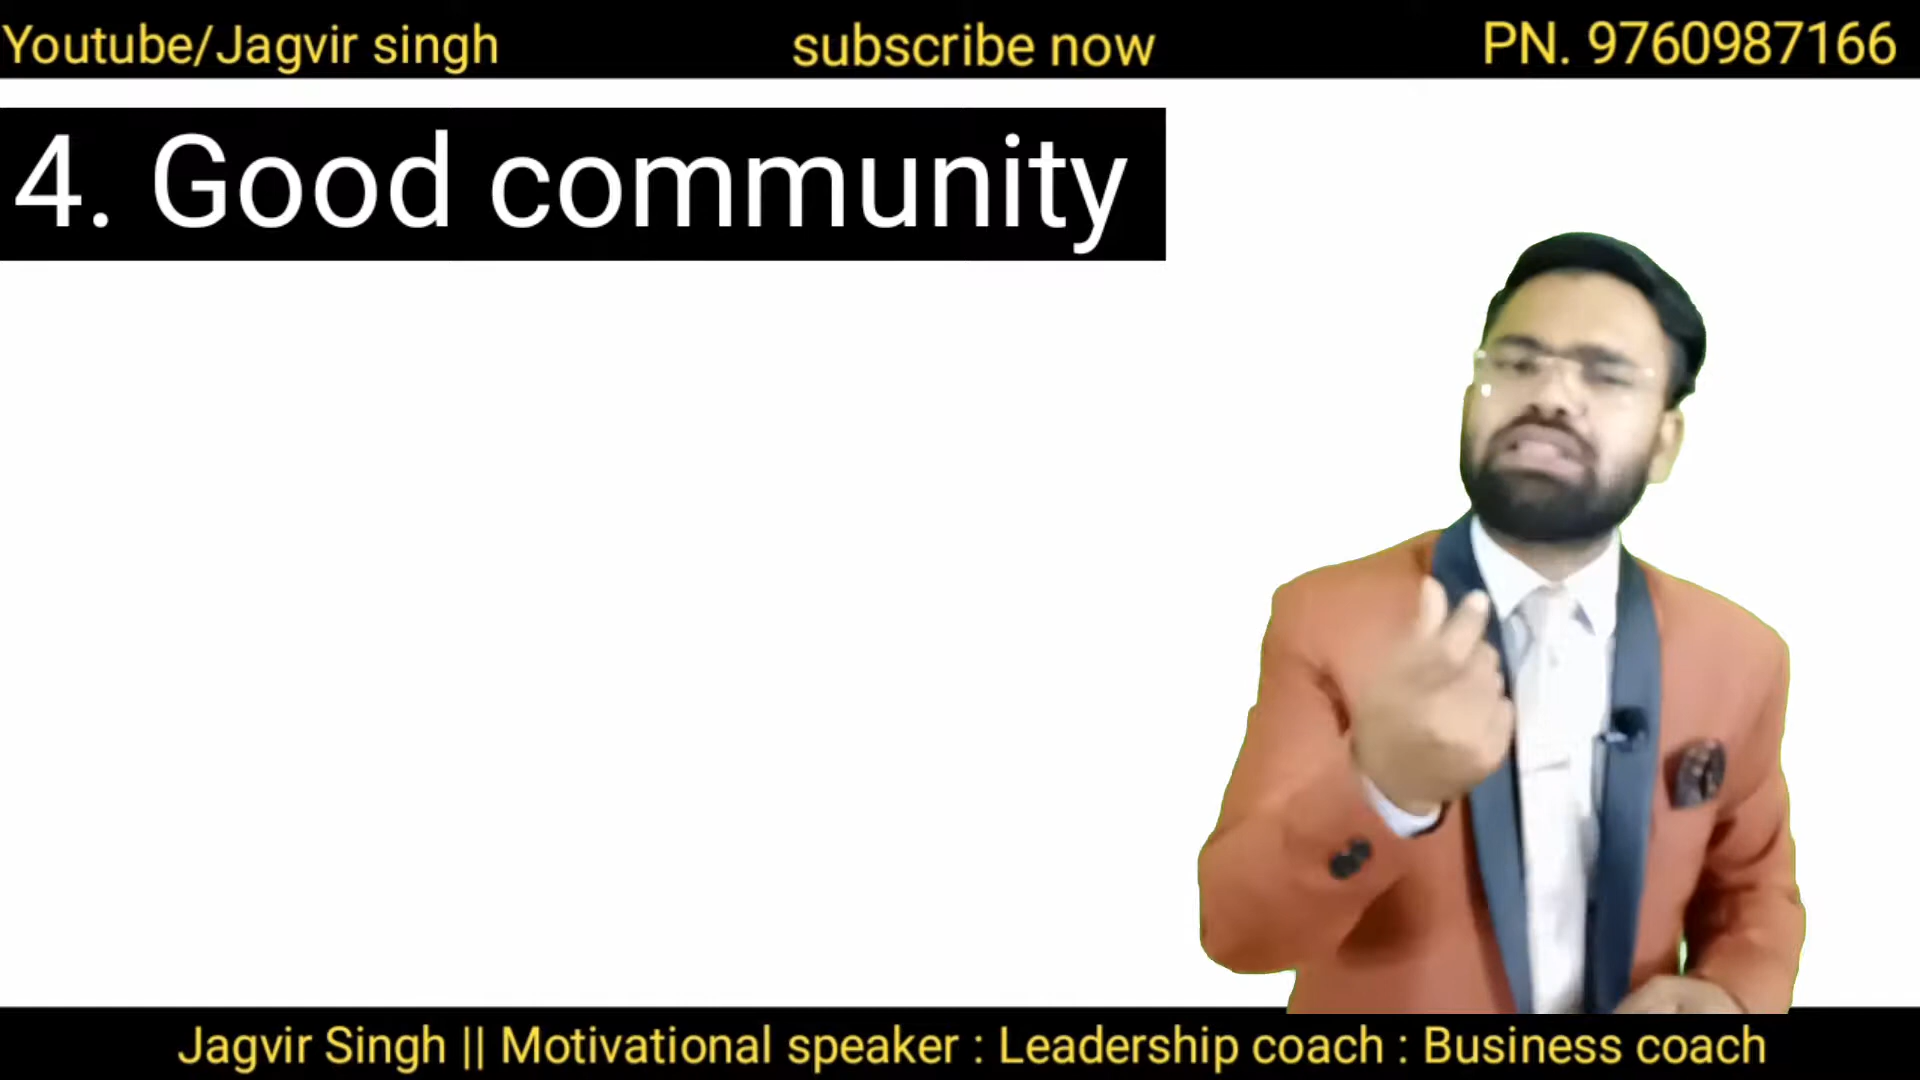 Youtube/Jagvir singh subscribe now PN. 9760987166
4. Good community
Jagvir Singh || Motivational speaker : Leadership coach : Business coach